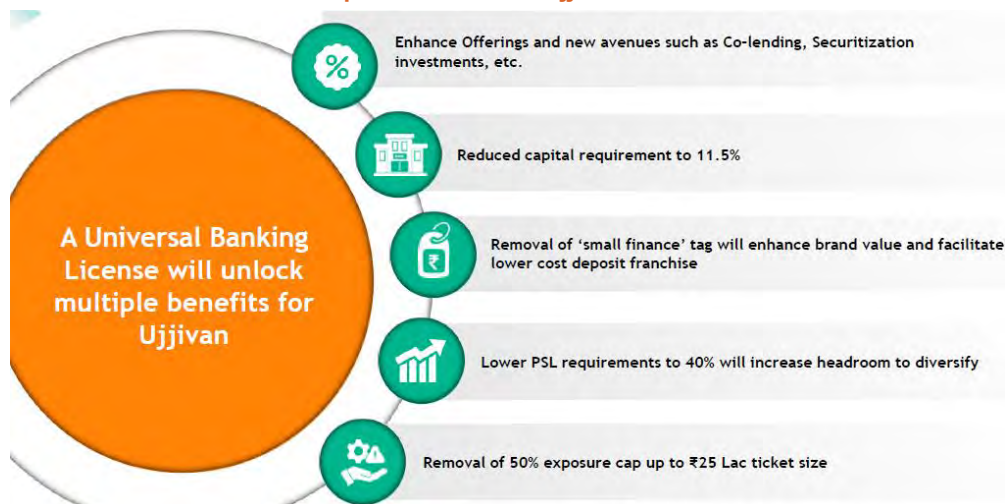 Enhance Offerings and new avenues such as Co-lending, Securitization
investments, etc.
Reduced capital requirement to 11.5%
A Universal Banking
License will unlock
multiple benefits for
Ujjivan
Removal of ‘small finance’ tag will enhance brand value and facilitate
lower cost deposit franchise
Lower PSL requirements to 40% will increase headroom to diversify
Removal of 50% exposure cap up to ₹25 Lac ticket size